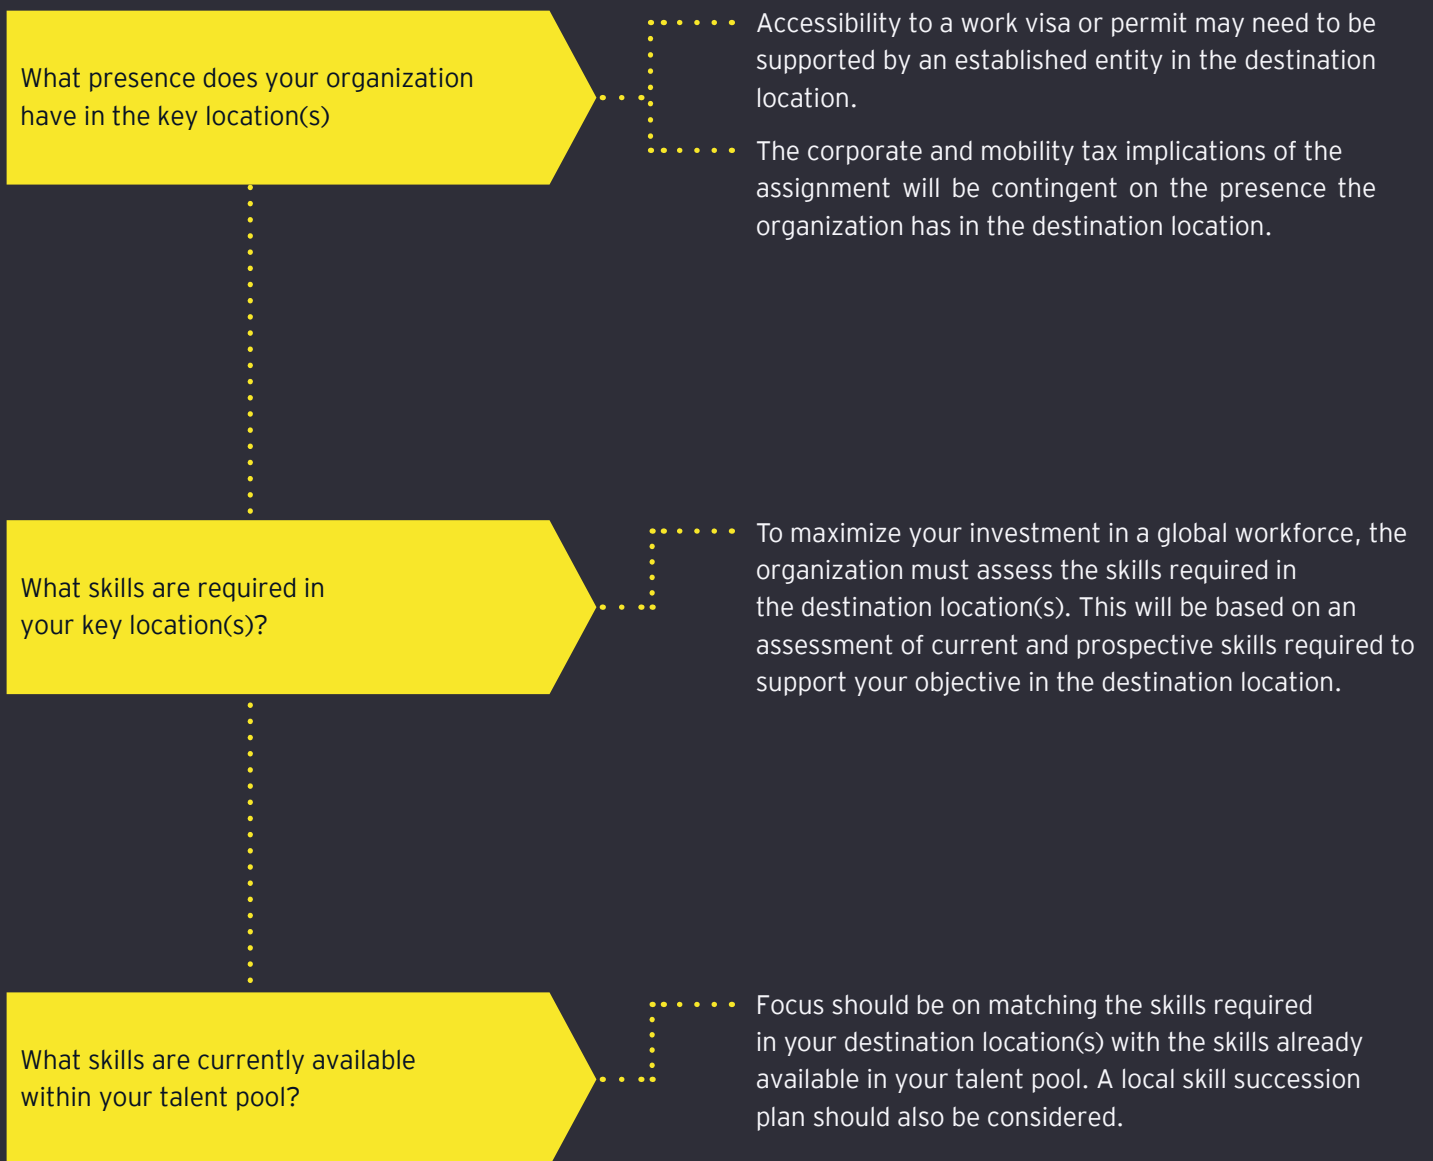 What presence does your organization
have in the key location(s)
Accessibility to a work visa or permit may need to be
supported by an established entity in the destination
location.
The corporate and mobility tax implications of the
assignment will be contingent on the presence the
organization has in the destination location.
What skills are required in
your key location(s)?
To maximize your investment in a global workforce, the
organization must assess the skills required in
the destination location(s). This will be based on an
assessment of current and prospective skills required to
support your objective in the destination location.
What skills are currently available
within your talent pool?
Focus should be on matching the skills required
in your destination location(s) with the skills already
available in your talent pool. A local skill succession
plan should also be considered.